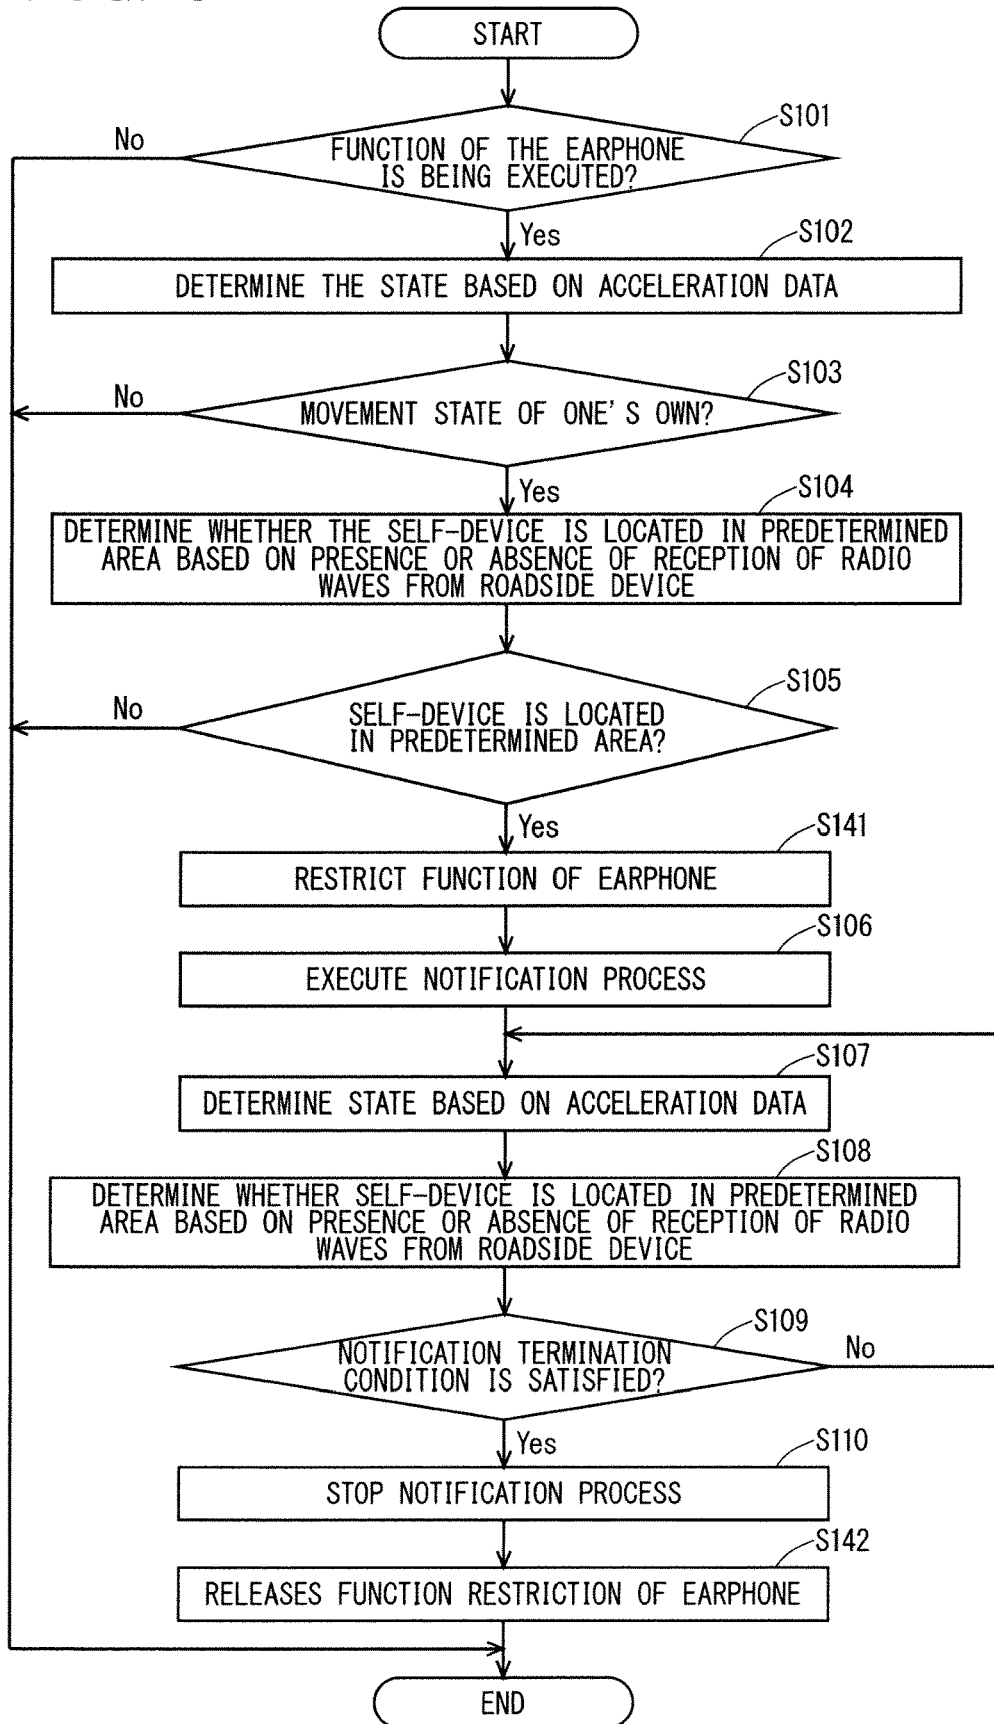 START
S101
No
FUNCTION OF THE EARPHONE
IS BEING EXECUTED?
Yes
S102
DETERMINE THE STATE BASED ON ACCELERATION DATA
S103
No
MOVEMENT STATE OF ONE'S OWN?
Yes
S104
DETERMINE WHETHER THE SELF-DEVICE IS LOCATED IN PREDETERMINED
AREA BASED ON PRESENCE OR ABSENCE OF RECEPTION OF RADIO
WAVES FROM ROADSIDE DEVICE
S105
No
SELF-DEVICE IS LOCATED
IN PREDETERMINED AREA?
Yes
S141
RESTRICT FUNCTION OF EARPHONE
S106
EXECUTE NOTIFICATION PROCESS
S107
DETERMINE STATE BASED ON ACCELERATION DATA
S108
DETERMINE WHETHER SELF-DEVICE IS LOCATED IN PREDETERMINED
AREA BASED ON PRESENCE OR ABSENCE OF RECEPTION OF RADIO
WAVES FROM ROADSIDE DEVICE
S109
No
NOTIFICATION TERMINATION
CONDITION IS SATISFIED?
Yes
S110
STOP NOTIFICATION PROCESS
S142
RELEASES FUNCTION RESTRICTION OF EARPHONE
END